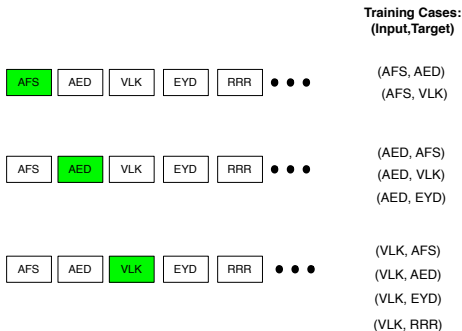 Training Cases:
(Input,Target)
AFS AED VLK EYD RRR
(AFS, AED)
(AFS, VLK)
AFS AED VLK EYD RRR
(AED, AFS)
(AED, VLK)
(AED, EYD)
AFS AED VLK EYD RRR
(VLK, AFS)
(VLK, AED)
(VLK, EYD)
(VLK, RRR)